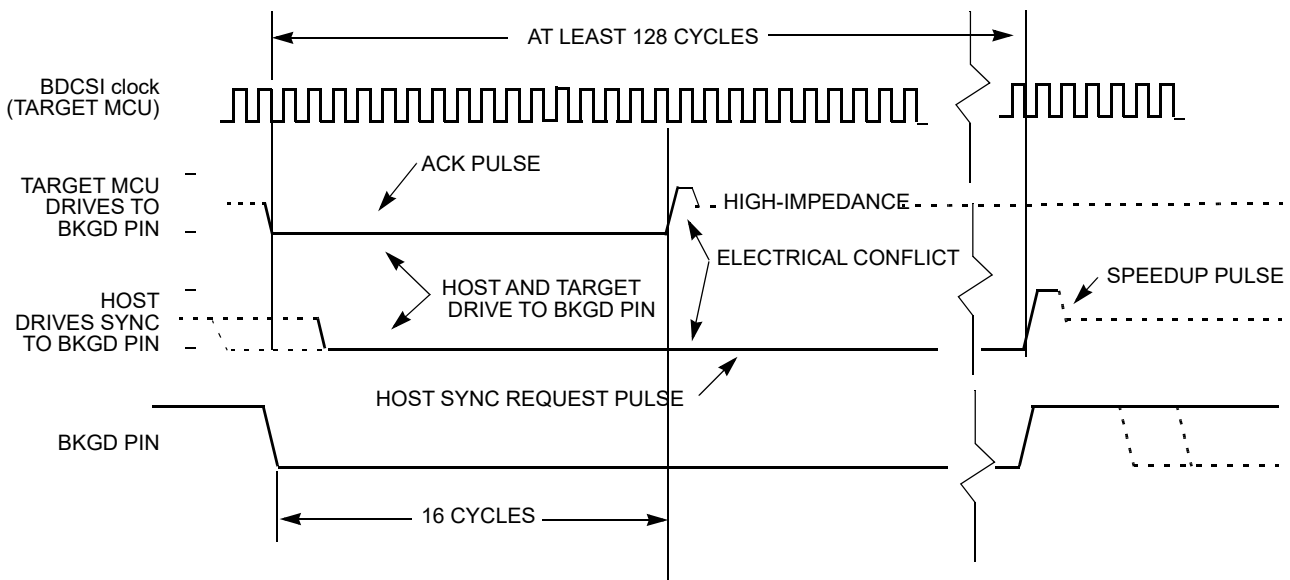 AT LEAST 128 CYCLES
BDCSI clock
(TARGET MCU)
ACK PULSE
TARGET MCU
DRIVES TO
BKGD PIN
HIGH-IMPEDANCE
ELECTRICAL CONFLICT
HOST AND TARGET
DRIVE TO BKGD PIN
SPEEDUP PULSE
HOST
DRIVES SYNC
TO BKGD PIN
HOST SYNC REQUEST PULSE
BKGD PIN
16 CYCLES